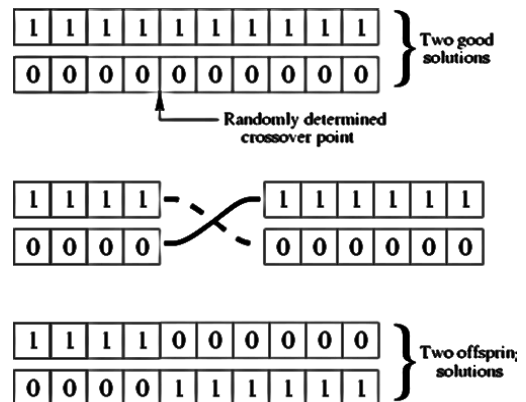 1 1 1 1 1 1 1 1 1 1
Two good
solutions
0 0 0 0 0 0 0 0 0 0
Randomly determined
crossover point
1 1 1 1 1 1 1 1 1 1
0 0 0 0 0 0 0 0 0 0
1 1 1 1 0 0 0 0 0 0
Two offspring
solutions
0 0 0 0 1 1 1 1 1 1